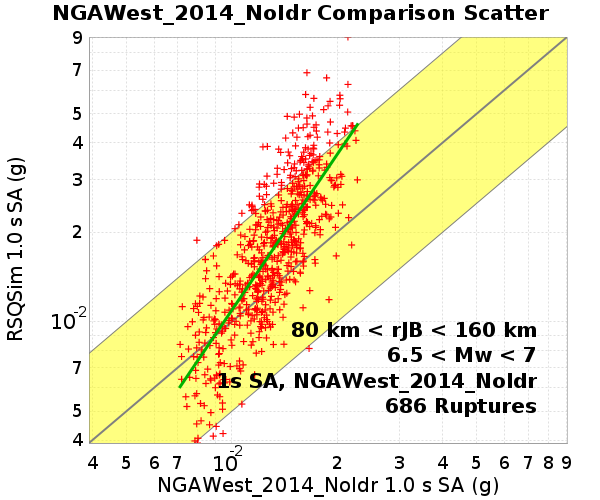 NGAWest_2014_NoIdr Comparison Scatter
RSQSim 1.0 s SA (g)
9
7
5
4
3
2
10-2
7
5
4
80 km < rJB < 160 km
6.5 < Mw < 7
1s SA, NGAWest_2014_NoIdr
686 Ruptures
4 5 6 7 10-2 2 3 4 5 6 7 8 9
NGAWest_2014_NoIdr 1.0 s SA (g)